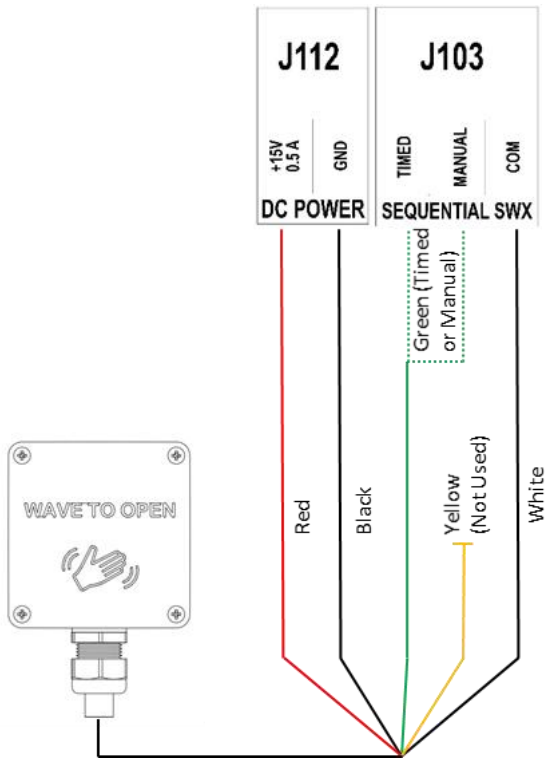 J112
J103
+15V
0.5 A
GND
TIMED
MANUAL
COM
DC POWER
SEQUENTIAL SWX
Green (Timed
or Manual)
Red
Black
Yellow
(Not Used)
White
WAVE TO OPEN